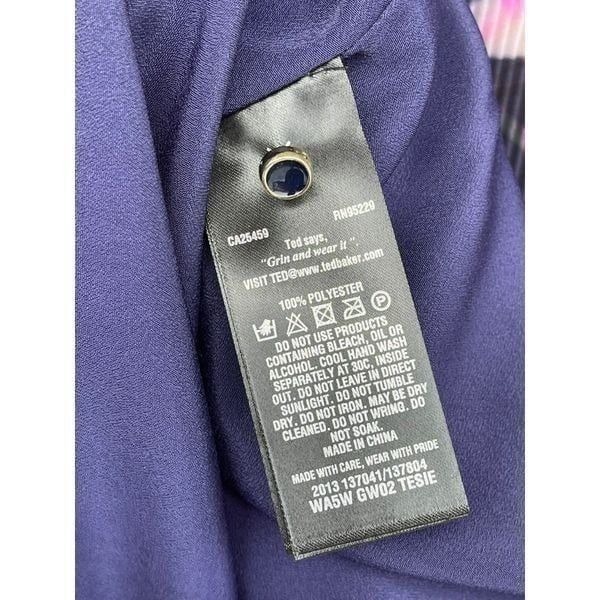 CA25459 RN95229
Ted says,
"Grin and wear it".
VISIT TED@www.tedbaker.com
100% POLYESTER
P
DO NOT USE PRODUCTS
CONTAINING BLEACH, OIL OR
ALCOHOL. COOL HAND WASH
SEPARATELY AT 30C, INSIDE
OUT. DO NOT LEAVE IN DIRECT
SUNLIGHT. DO NOT TUMBLE
DRY. DO NOT IRON. MAY BE DRY
CLEANED. DO NOT WRING. DO
NOT SOAK.
MADE IN CHINA
MADE WITH CARE, WEAR WITH PRIDE
2013 137041/137804
WA5W GW02 TESIE